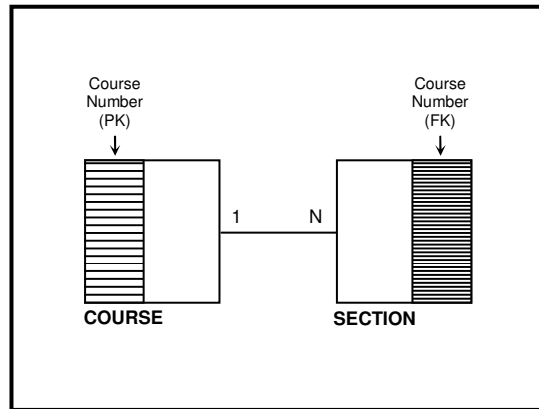 Course
Number
(PK)
Course
Number
(FK)
1
N
COURSE
SECTION